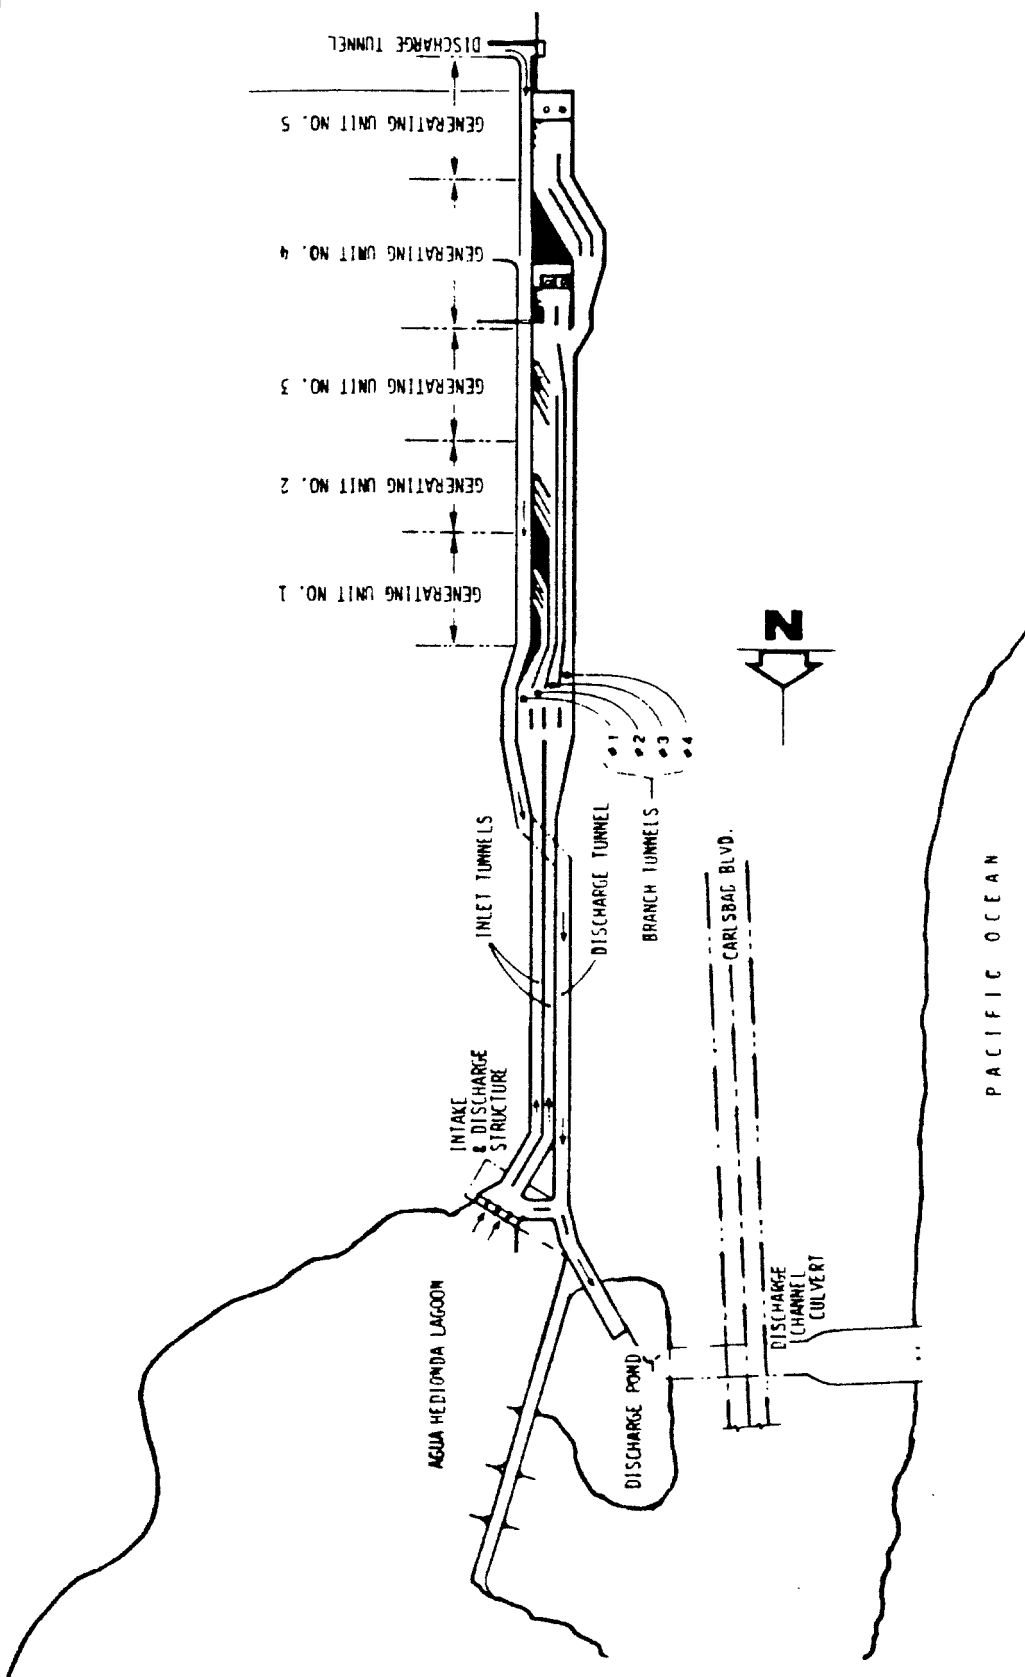 DISCHARGE TUNNEL
GENERATING UNIT NO. 5
GENERATING UNIT NO. 4
GENERATING UNIT NO. 3
GENERATING UNIT NO. 2
GENERATING UNIT NO. 1
N
#1
#2
#3
#4
BRANCH TUNNELS
INLET TUNNELS
DISCHARGE TUNNEL
CARLSBAD BLVD.
PACIFIC OCEAN
INTAKE
& DISCHARGE
STRUCTURE
AGUA HEDIONDA LAGOON
DISCHARGE POND
DISCHARGE
CHANNEL
CULVERT